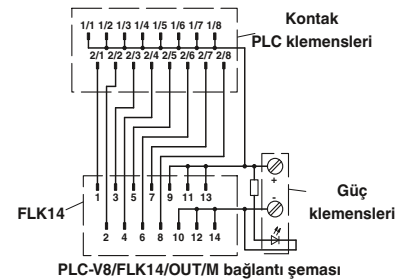 Kontak
PLC klemensleri
1/1 1/2 1/3 1/4 1/5 1/6 1/7 1/8
2/1 2/2 2/3 2/4 2/5 2/6 2/7 2/8
1 3 5 7 9 11 13
+
-
Güç
klemensleri
FLK14
2 4 6 8 10 12 14
PLC-V8/FLK14/OUT/M bağlantı şeması